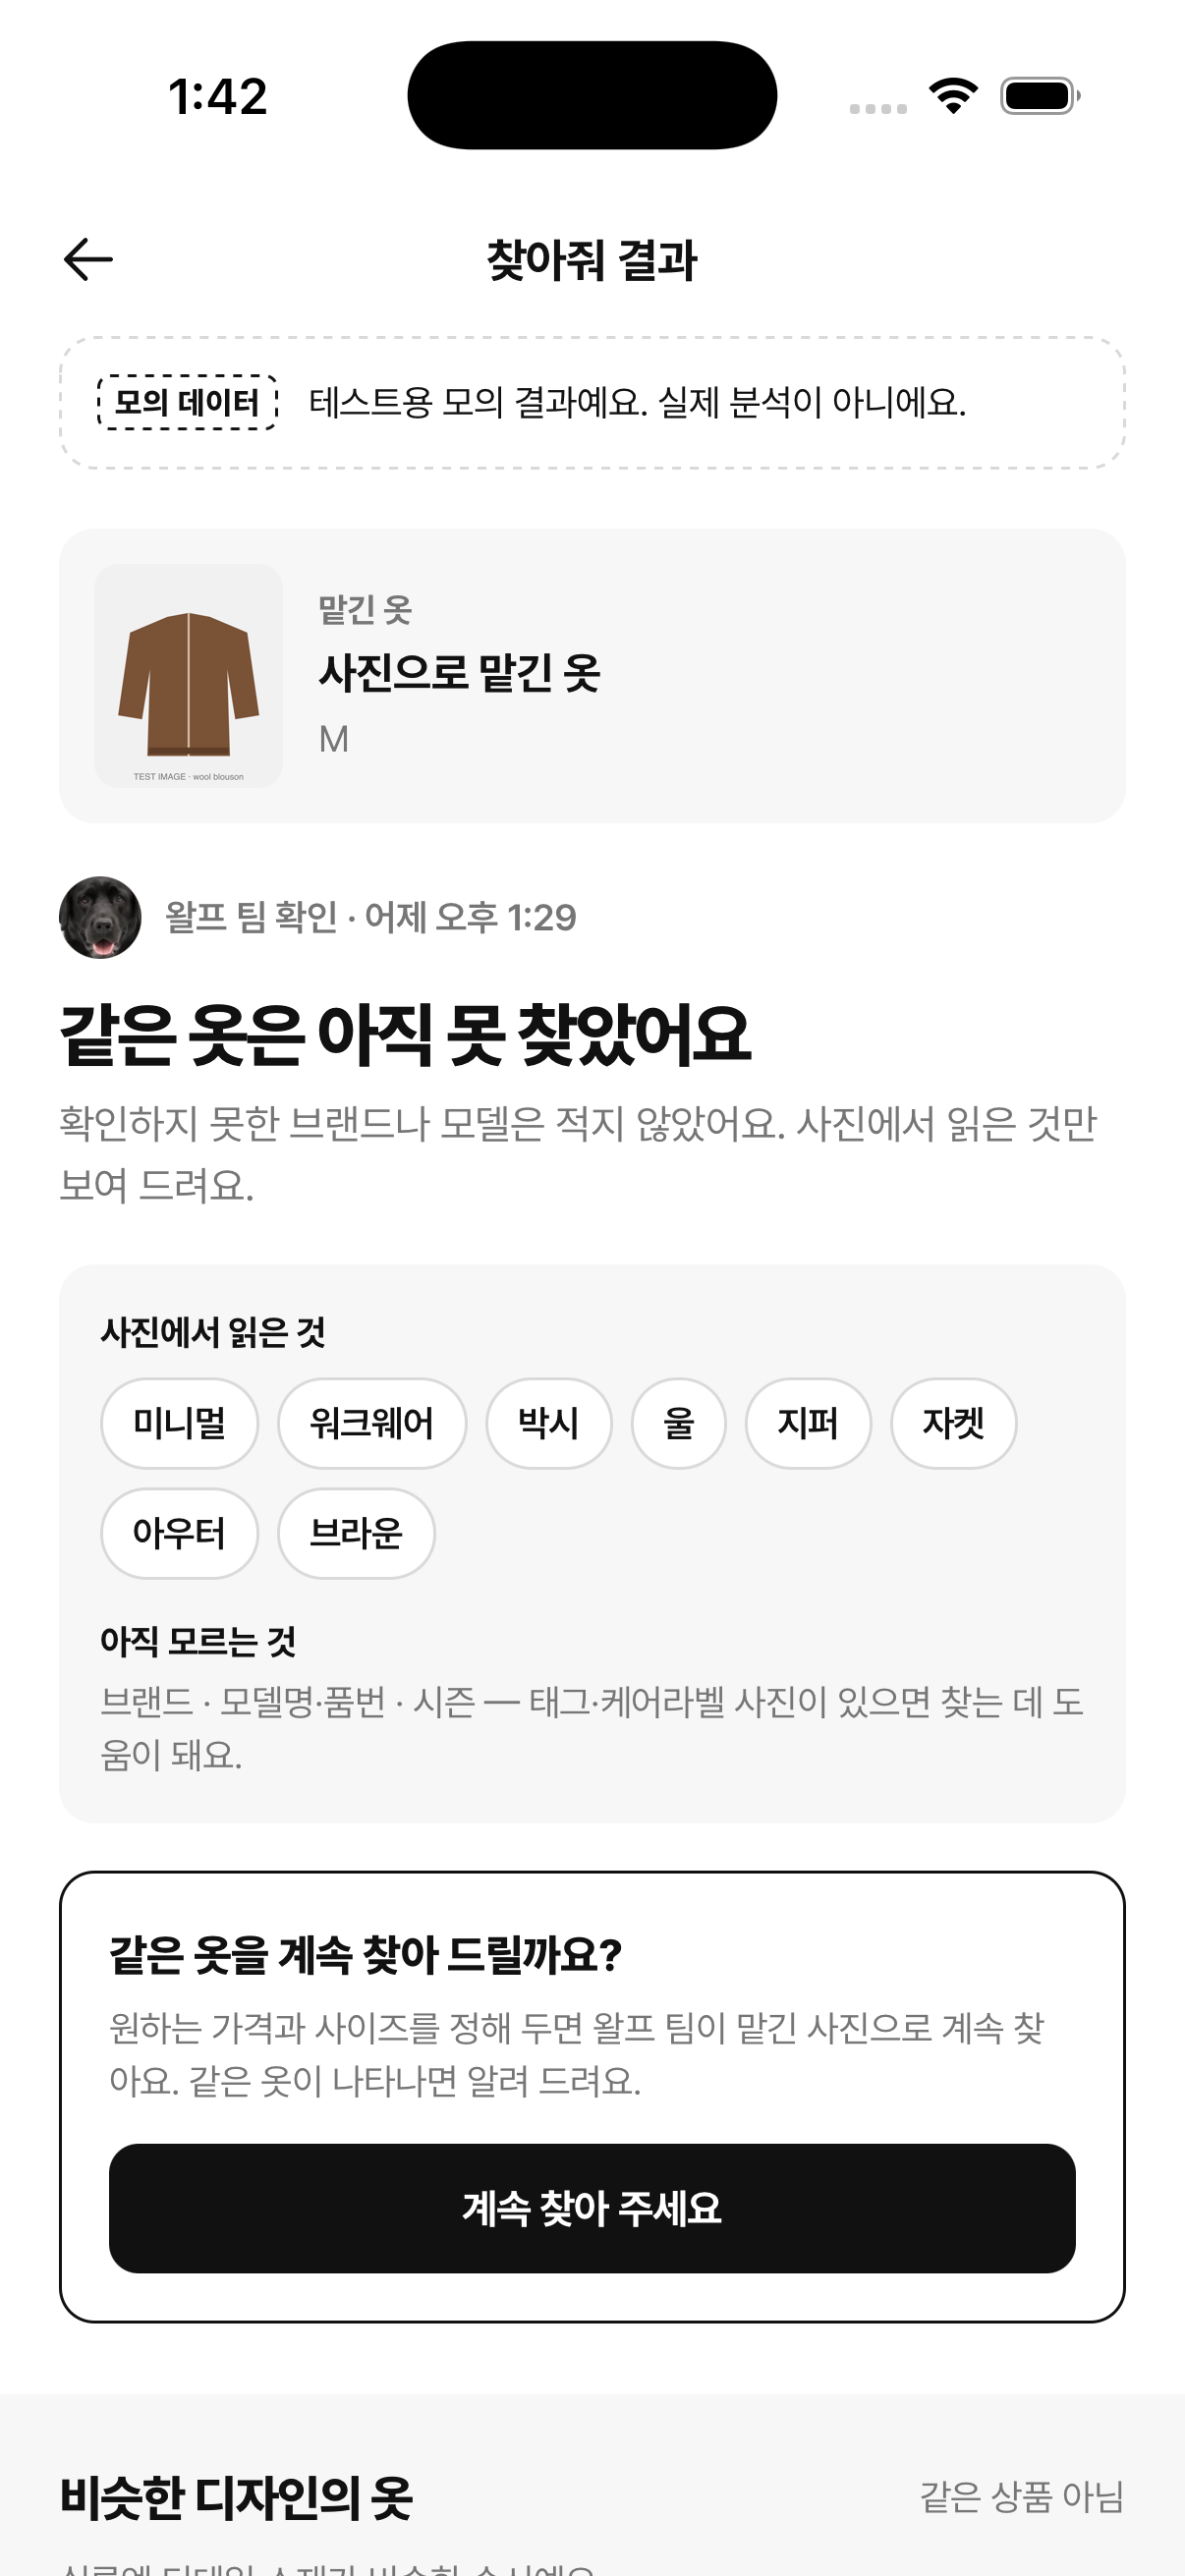 1:42
찾아줘 결과
모의 데이터 테스트용 모의 결과예요. 실제 분석이 아니에요.
TEST IMAGE · wool blouson
맡긴 옷
사진으로 맡긴 옷
M
왈프 팀 확인 · 어제 오후 1:29
같은 옷은 아직 못 찾았어요
확인하지 못한 브랜드나 모델은 적지 않았어요. 사진에서 읽은 것만
보여 드려요.
사진에서 읽은 것
미니멀 워크웨어 박시 울 지퍼 자켓
아우터 브라운
아직 모르는 것
브랜드 · 모델명·품번 · 시즌 — 태그·케어라벨 사진이 있으면 찾는 데 도
움이 돼요.
같은 옷을 계속 찾아 드릴까요?
원하는 가격과 사이즈를 정해 두면 왈프 팀이 맡긴 사진으로 계속 찾
아요. 같은 옷이 나타나면 알려 드려요.
계속 찾아 주세요
비슷한 디자인의 옷 같은 상품 아님